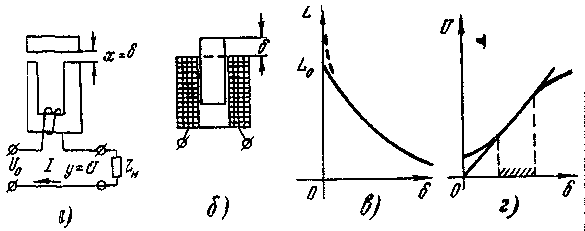 x = δ
U₀
I
y = U
Zн
а)
δ
б)
L
L₀
0
δ
в)
U
0
δ
г)